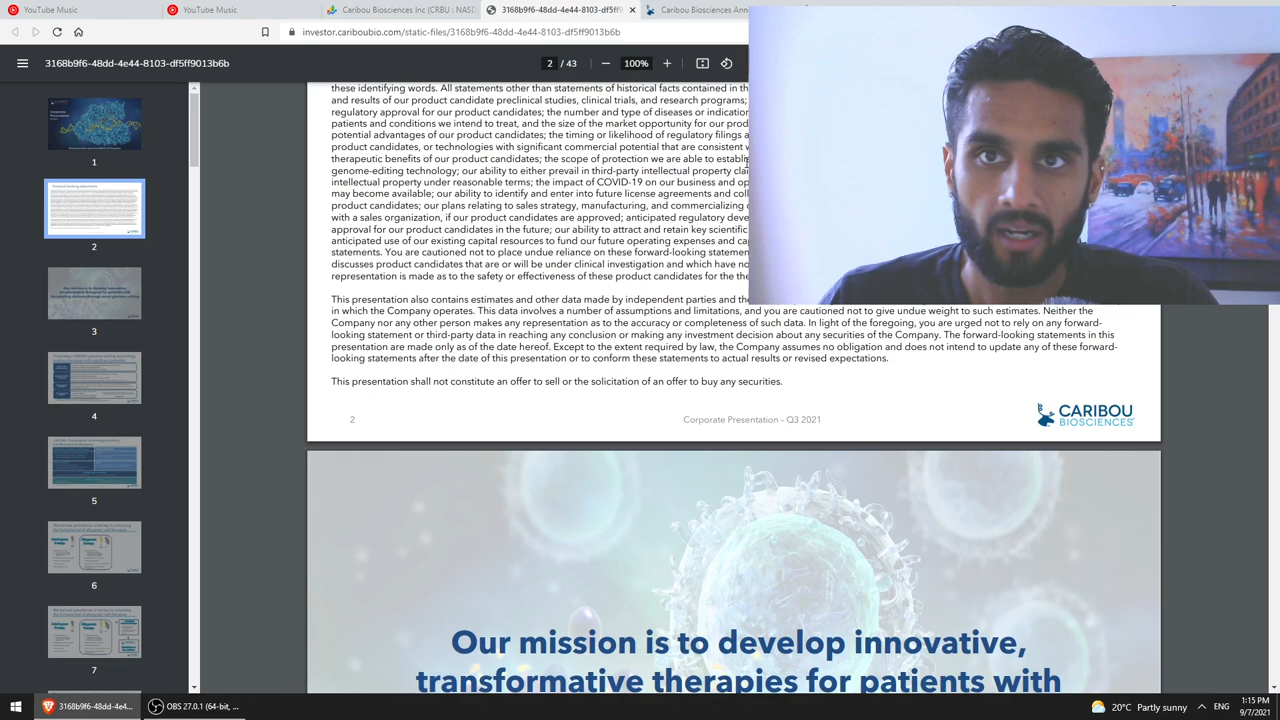 YouTube Music
YouTube Music
Caribou Biosciences Inc (CRBU : NASD
3168b9f6-48dd-4e44-8103-df5ff9013b6b
Caribou Biosciences Ann
investor.cariboubio.com/static-files/3168b9f6-48dd-4e44-8103-df5ff9013b6b
3168b9f6-48dd-4e44-8103-df5ff9013b6b
2 / 43
100%
these identifying words. All statements other than statements of historical facts contained in th
and results of our product candidate preclinical studies, clinical trials, and research programs;
regulatory approval for our product candidates; the number and type of diseases or indication
patients and conditions we intend to treat, and the size of the market opportunity for our prod
potential advantages of our product candidates; the timing or likelihood of regulatory filings a
product candidates, or technologies with significant commercial potential that are consistent w
therapeutic benefits of our product candidates; the scope of protection we are able to establis
genome-editing technology; our ability to either prevail in third-party intellectual property clai
intellectual property under reasonable terms; the impact of COVID-19 on our business and op
may become available; our ability to identify and enter into future license agreements and coll
product candidates; our plans relating to sales strategy, manufacturing, and commercializing
with a sales organization, if our product candidates are approved; anticipated regulatory deve
approval for our product candidates in the future; our ability to attract and retain key scientific
anticipated use of our existing capital resources to fund our future operating expenses and cap
statements. You are cautioned not to place undue reliance on these forward-looking statemen
discusses product candidates that are or will be under clinical investigation and which have no
representation is made as to the safety or effectiveness of these product candidates for the the
This presentation also contains estimates and other data made by independent parties and the
in which the Company operates. This data involves a number of assumptions and limitations, and you are cautioned not to give undue weight to such estimates. Neither the
Company nor any other person makes any representation as to the accuracy or completeness of such data. In light of the foregoing, you are urged not to rely on any forward-
looking statement or third-party data in reaching any conclusion or making any investment decision about any securities of the Company. The forward-looking statements in this
presentation are made only as of the date hereof. Except to the extent required by law, the Company assumes no obligation and does not intend to update any of these forward-
looking statements after the date of this presentation or to conform these statements to actual results or revised expectations.
This presentation shall not constitute an offer to sell or the solicitation of an offer to buy any securities.
2
Corporate Presentation – Q3 2021
CARIBOU
BIOSCIENCES
Our mission is to develop innovative,
transformative therapies for patients with
1
2
3
4
5
6
7
3168b9f6-48dd-4e4...
OBS 27.0.1 (64-bit, ...
20°C Partly sunny
ENG
1:15 PM
9/7/2021